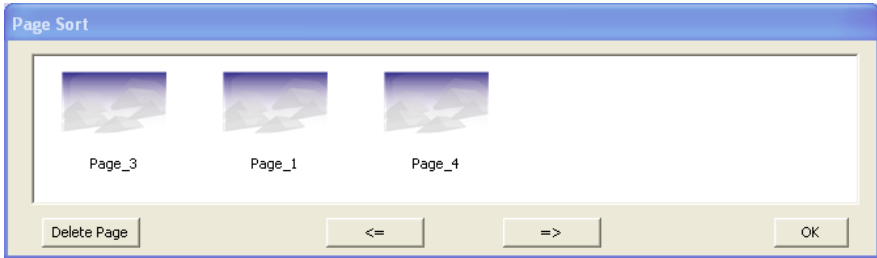 Page Sort
Page_3 Page_1 Page_4
Delete Page <= => OK